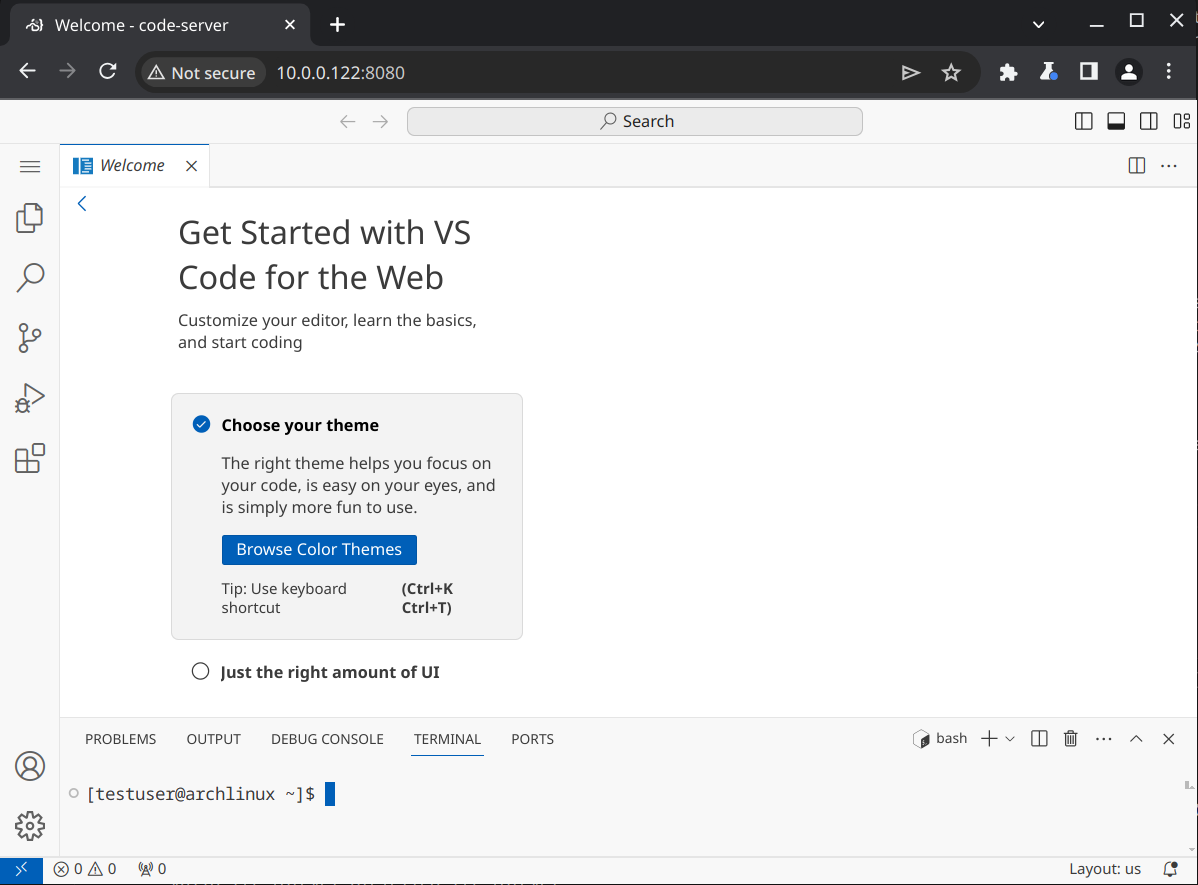 Welcome - code-server
Not secure
10.0.0.122:8080
Search
Welcome
Get Started with VS
Code for the Web
Customize your editor, learn the basics,
and start coding
Choose your theme
The right theme helps you focus on
your code, is easy on your eyes, and
is simply more fun to use.
Browse Color Themes
Tip: Use keyboard (Ctrl+K
shortcut Ctrl+T)
Just the right amount of UI
PROBLEMS OUTPUT DEBUG CONSOLE TERMINAL PORTS bash
[testuser@archlinux ~]$
0 0 0 Layout: us